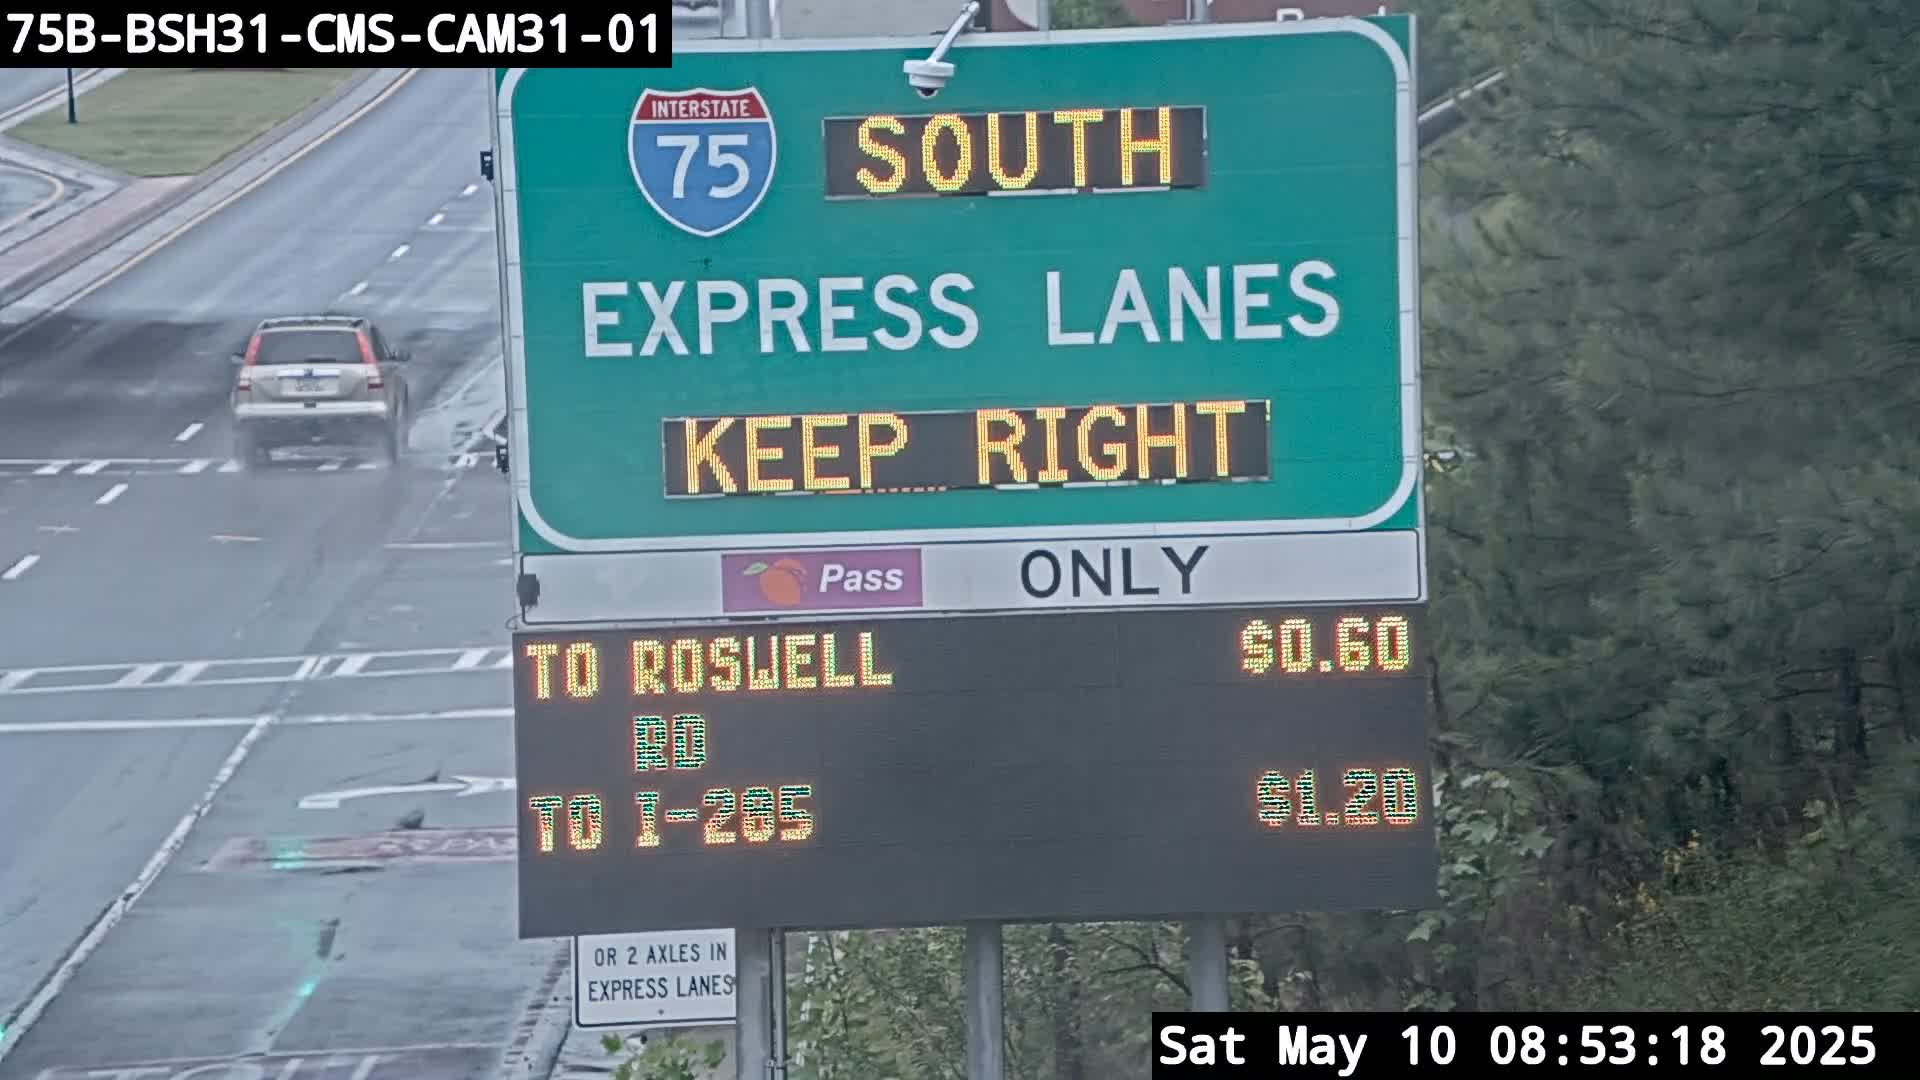 75B-BSH31-CMS-CAM31-01
INTERSTATE
75
SOUTH
EXPRESS LANES
KEEP RIGHT
Pass ONLY
TO ROSWELL $0.60
RD
TO I-285 $1.20
OR 2 AXLES IN
EXPRESS LANES
Sat May 10 08:53:18 2025